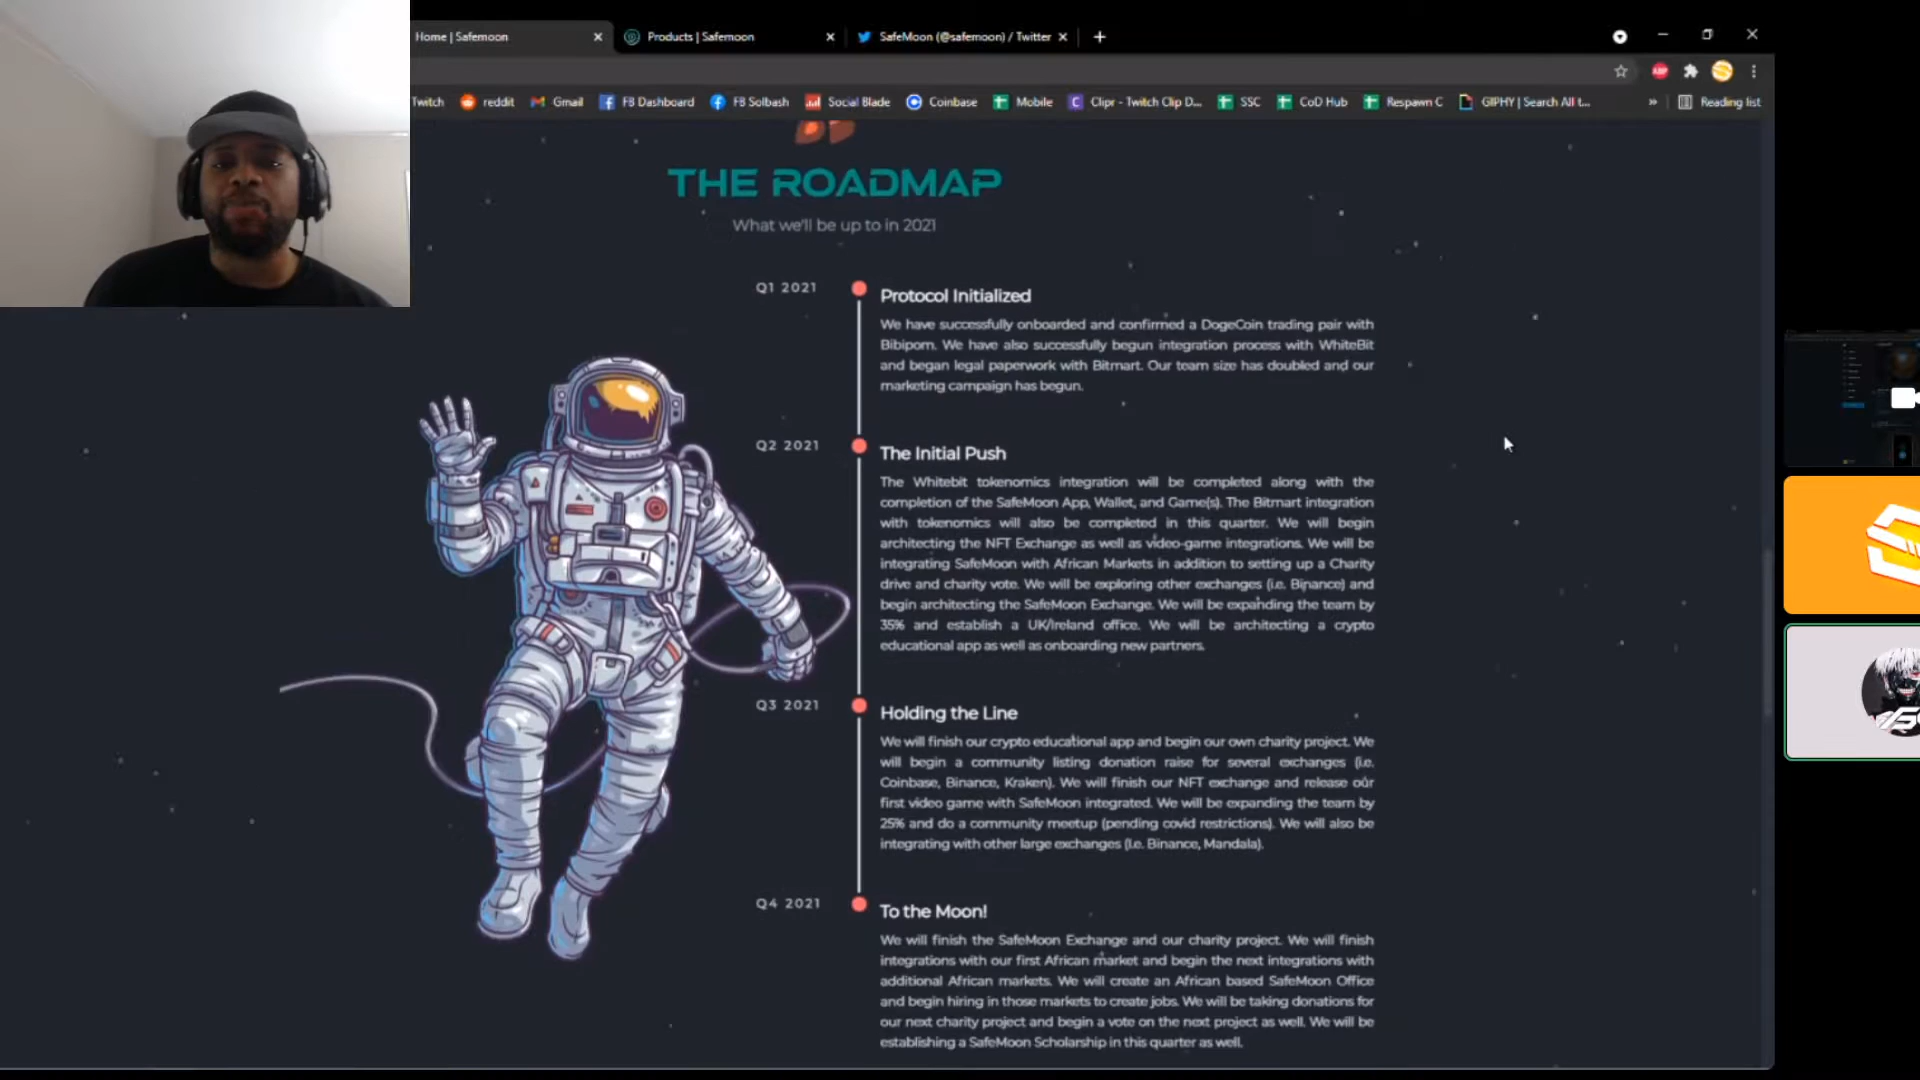 Home | Safemoon
Products | Safemoon
SafeMoon (@safemoon) / Twitter
Twitch
reddit
Gmail
FB Dashboard
FB Solbash
Social Blade
Coinbase
Mobile
Clipr - Twitch Clip D...
SSC
CoD Hub
Respawn C
GIPHY | Search All t...
»
Reading list
ABP
THE ROADMAP
What we'll be up to in 2021
Q1 2021
Protocol Initialized
We have successfully onboarded and confirmed a DogeCoin trading pair with
Bibipom. We have also successfully begun integration process with WhiteBit
and began legal paperwork with Bitmart. Our team size has doubled and our
marketing campaign has begun.
Q2 2021
The Initial Push
The Whitebit tokenomics integration will be completed along with the
completion of the SafeMoon App, Wallet, and Game(s). The Bitmart integration
with tokenomics will also be completed in this quarter. We will begin
architecting the NFT Exchange as well as video-game integrations. We will be
integrating SafeMoon with African Markets in addition to setting up a Charity
drive and charity vote. We will be exploring other exchanges (i.e. Binance) and
begin architecting the SafeMoon Exchange. We will be expanding the team by
35% and establish a UK/Ireland office. We will be architecting a crypto
educational app as well as onboarding new partners.
Q3 2021
Holding the Line
We will finish our crypto educational app and begin our own charity project. We
will begin a community listing donation raise for several exchanges (i.e.
Coinbase, Binance, Kraken). We will finish our NFT exchange and release our
first video game with SafeMoon integrated. We will be expanding the team by
25% and do a community meetup (pending covid restrictions). We will also be
integrating with other large exchanges (I.e. Binance, Mandala).
Q4 2021
To the Moon!
We will finish the SafeMoon Exchange and our charity project. We will finish
integrations with our first African market and begin the next integrations with
additional African markets. We will create an African based SafeMoon Office
and begin hiring in those markets to create jobs. We will be taking donations for
our next charity project and begin a vote on the next project as well. We will be
establishing a SafeMoon Scholarship in this quarter as well.